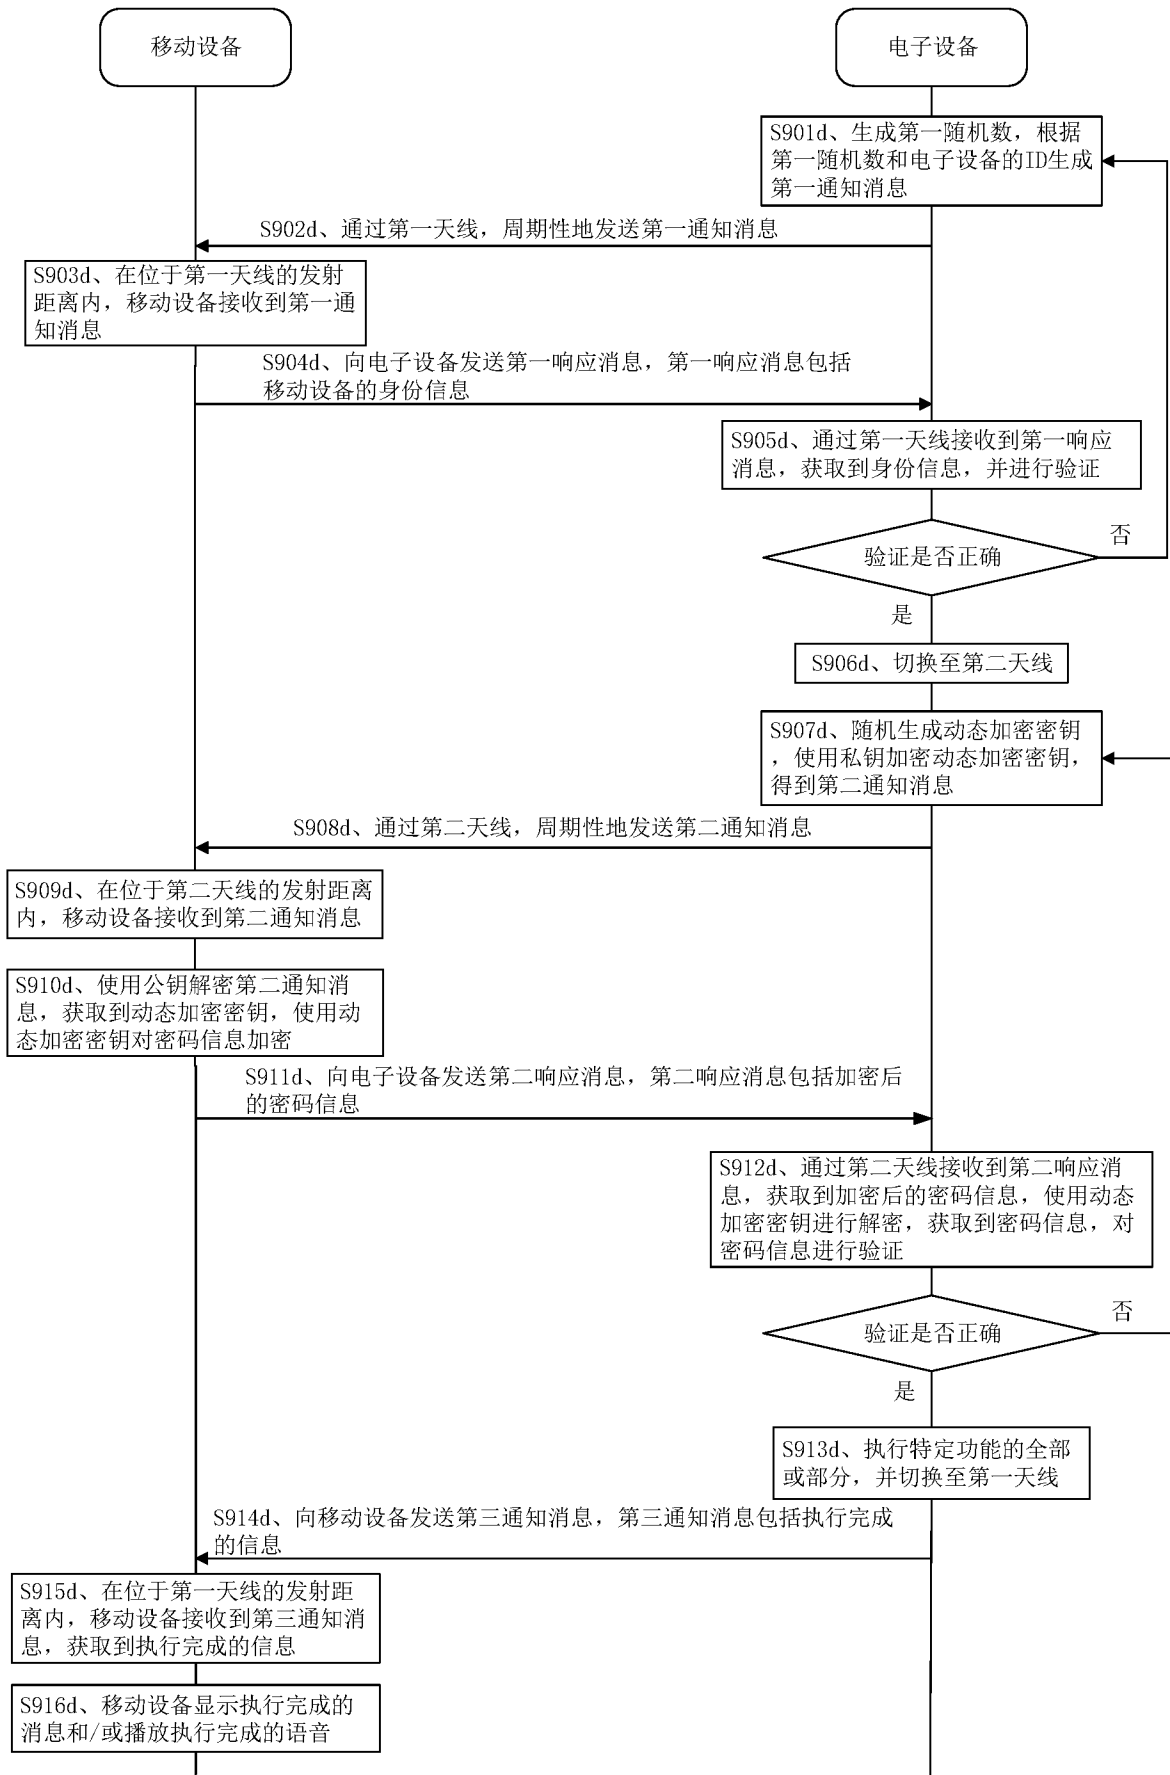 移动设备
电子设备
S901d、生成第一随机数，根据
第一随机数和电子设备的ID生成
第一通知消息
S902d、通过第一天线，周期性地发送第一通知消息
S903d、在位于第一天线的发射
距离内，移动设备接收到第一通
知消息
S904d、向电子设备发送第一响应消息，第一响应消息包括
移动设备的身份信息
S905d、通过第一天线接收到第一响应
消息，获取到身份信息，并进行验证
验证是否正确
否
是
S906d、切换至第二天线
S907d、随机生成动态加密密钥
，使用私钥加密动态加密密钥，
得到第二通知消息
S908d、通过第二天线，周期性地发送第二通知消息
S909d、在位于第二天线的发射距离
内，移动设备接收到第二通知消息
S910d、使用公钥解密第二通知消
息，获取到动态加密密钥，使用动
态加密密钥对密码信息加密
S911d、向电子设备发送第二响应消息，第二响应消息包括加密后
的密码信息
S912d、通过第二天线接收到第二响应消
息，获取到加密后的密码信息，使用动态
加密密钥进行解密，获取到密码信息，对
密码信息进行验证
验证是否正确
否
是
S913d、执行特定功能的全部
或部分，并切换至第一天线
S914d、向移动设备发送第三通知消息，第三通知消息包括执行完成
的信息
S915d、在位于第一天线的发射距
离内，移动设备接收到第三通知消
息，获取到执行完成的信息
S916d、移动设备显示执行完成的
消息和/或播放执行完成的语音